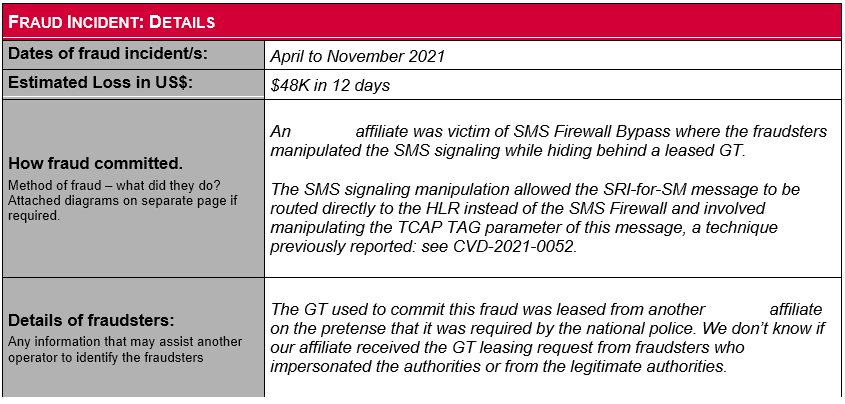 FRAUD INCIDENT: DETAILS
Dates of fraud incident/s:
April to November 2021
Estimated Loss in US$:
$48K in 12 days
How fraud committed.
Method of fraud – what did they do?
Attached diagrams on separate page if
required.
An affiliate was victim of SMS Firewall Bypass where the fraudsters
manipulated the SMS signaling while hiding behind a leased GT.
The SMS signaling manipulation allowed the SRI-for-SM message to be
routed directly to the HLR instead of the SMS Firewall and involved
manipulating the TCAP TAG parameter of this message, a technique
previously reported: see CVD-2021-0052.
Details of fraudsters:
Any information that may assist another
operator to identify the fraudsters
The GT used to commit this fraud was leased from another affiliate
on the pretense that it was required by the national police. We don’t know if
our affiliate received the GT leasing request from fraudsters who
impersonated the authorities or from the legitimate authorities.